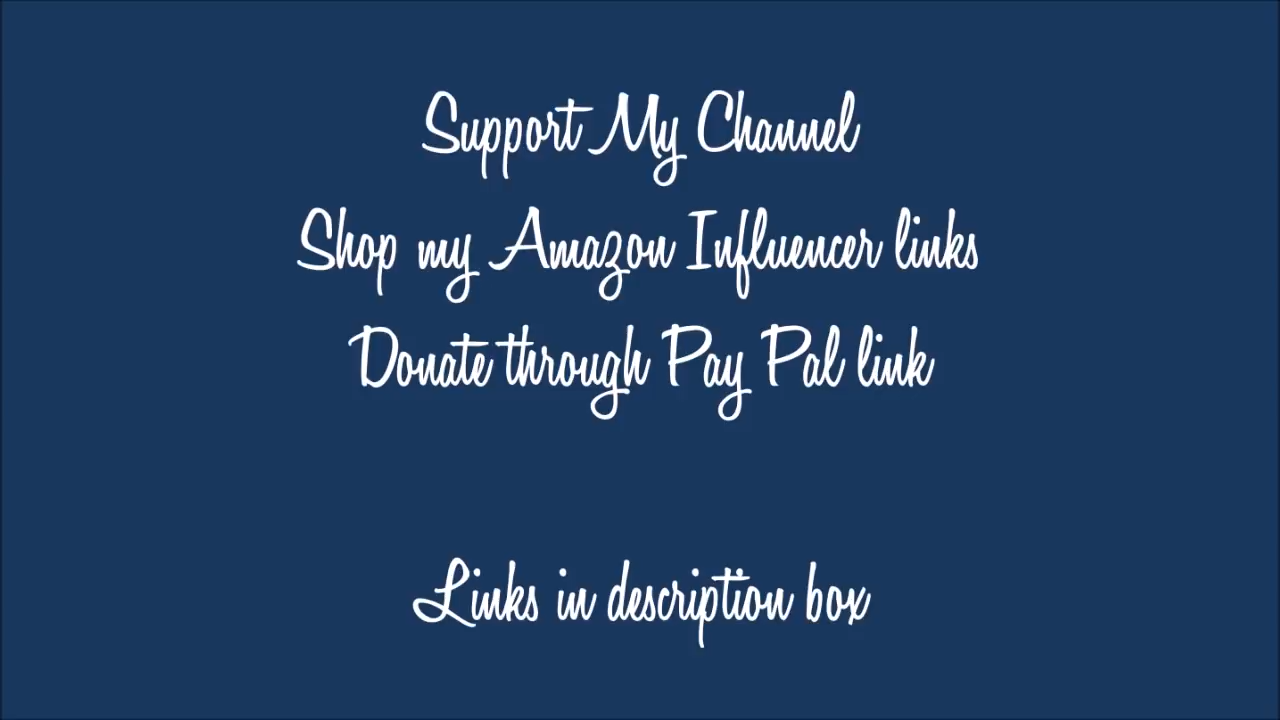 Support My Channel
Shop my Amazon Influencer links
Donate through Pay Pal link
Links in description box